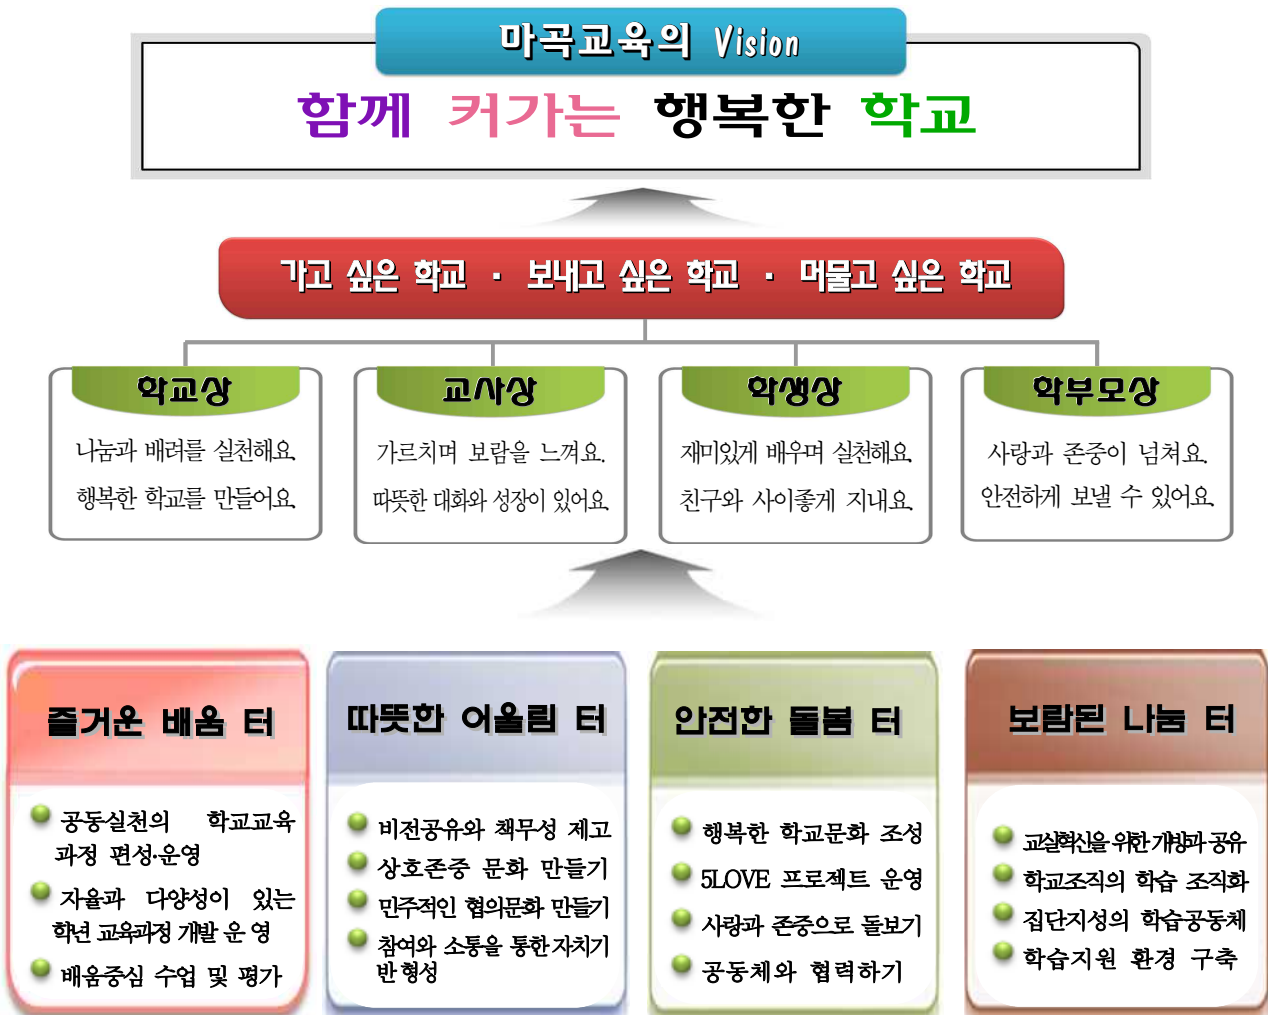 마곡교육의 Vision
함께 커가는 행복한 학교
가고 싶은 학교 · 보내고 싶은 학교 · 머물고 싶은 학교
학교상
나눔과 배려를 실천해요.
행복한 학교를 만들어요.
교사상
가르치며 보람을 느껴요.
따뜻한 대화와 성장이 있어요.
학생상
재미있게 배우며 실천해요.
친구와 사이좋게 지내요.
학부모상
사랑과 존중이 넘쳐요.
안전하게 보낼 수 있어요.
즐거운 배움 터
공동실천의 학교교육
과정 편성·운영
자율과 다양성이 있는
학년 교육과정 개발 운 영
배움중심 수업 및 평가
따뜻한 어울림 터
비전공유와 책무성 제고
상호존중 문화 만들기
민주적인 협의문화 만들기
참여와 소통을 통한 자치기
반 형성
안전한 돌봄 터
행복한 학교문화 조성
5LOVE 프로젝트 운영
사랑과 존중으로 돌보기
공동체와 협력하기
보람된 나눔 터
교실혁신을 위한 개방과 공유
학교조직의 학습 조직화
집단지성의 학습공동체
학습지원 환경 구축